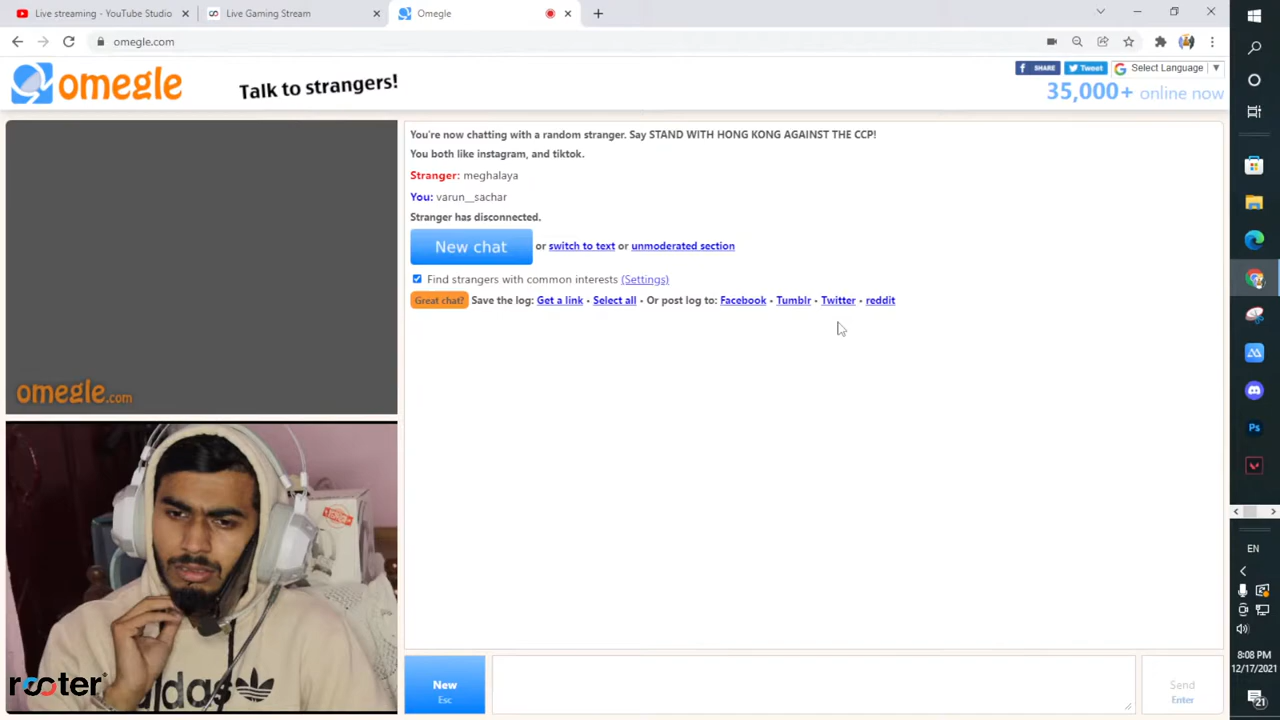 Live streaming - YouTube Studio
Live Gaming Stream
Omegle
omegle.com
omegle
Talk to strangers!
SHARE
Tweet
Select Language
35,000+ online now
You're now chatting with a random stranger. Say STAND WITH HONG KONG AGAINST THE CCP!
You both like instagram, and tiktok.
Stranger: meghalaya
You: varun__sachar
Stranger has disconnected.
New chat or switch to text or unmoderated section
Find strangers with common interests (Settings)
Great chat? Save the log: Get a link • Select all • Or post log to: Facebook • Tumblr • Twitter • reddit
omegle.com
adidas
rooter
New
Esc
Send
Enter
Ps
EN
8:08 PM
12/17/2021
21